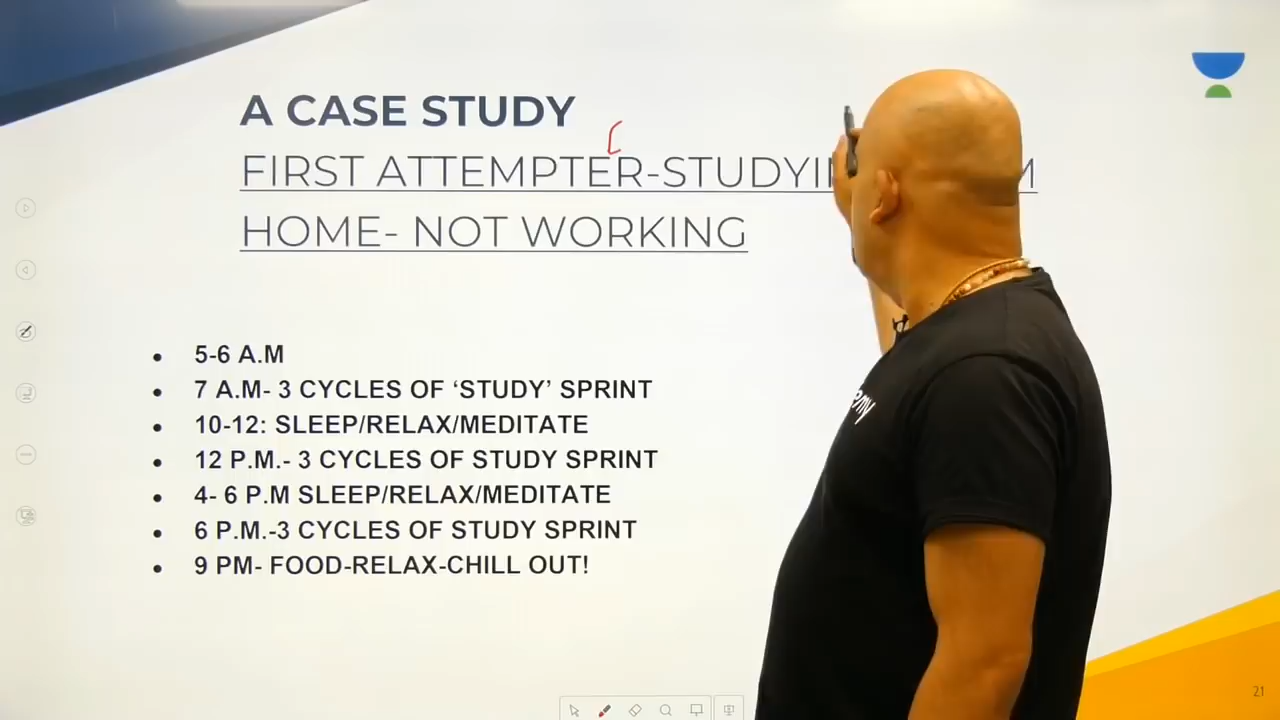 A CASE STUDY
FIRST ATTEMPTER-STUDYIN M
HOME- NOT WORKING
• 5-6 A.M
• 7 A.M- 3 CYCLES OF ‘STUDY’ SPRINT
• 10-12: SLEEP/RELAX/MEDITATE
• 12 P.M.- 3 CYCLES OF STUDY SPRINT
• 4- 6 P.M SLEEP/RELAX/MEDITATE
• 6 P.M.-3 CYCLES OF STUDY SPRINT
• 9 PM- FOOD-RELAX-CHILL OUT!
emy
21